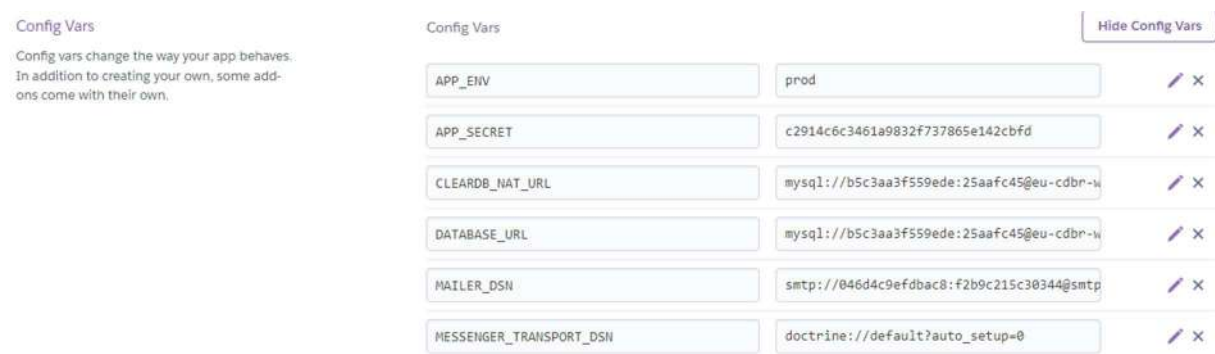 Config Vars
Config vars change the way your app behaves.
In addition to creating your own, some add-
ons come with their own.
Config Vars
Hide Config Vars
APP_ENV prod
APP_SECRET c2914c6c3461a9832f737865e142cbfd
CLEARDB_NAT_URL mysql://b5c3aa3f559ede:25aafc45@eu-cdbr-w
DATABASE_URL mysql://b5c3aa3f559ede:25aafc45@eu-cdbr-w
MAILER_DSN smtp://046d4c9efdbac8:f2b9c215c30344@smtp
MESSENGER_TRANSPORT_DSN doctrine://default?auto_setup=0